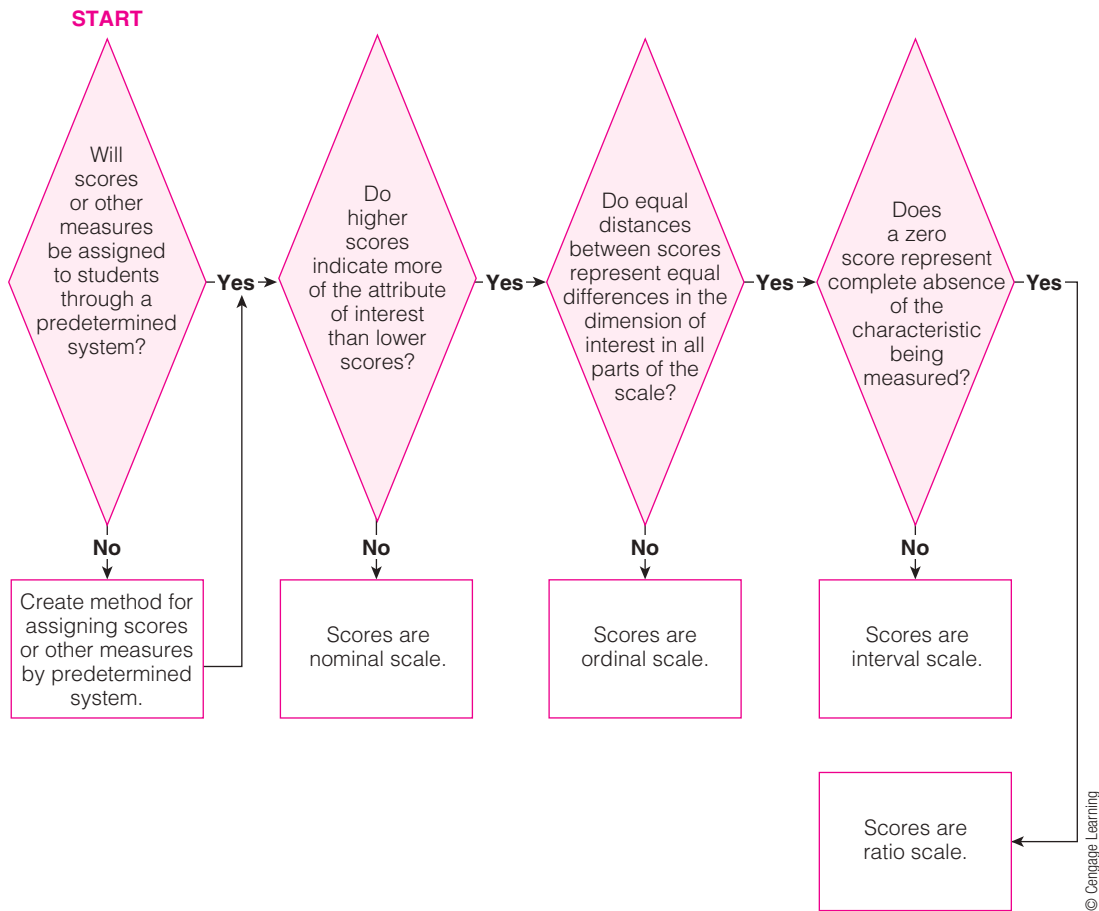 START
Will
scores
or other
measures
be assigned
to students
through a
predetermined
system?
Yes
Do
higher
scores
indicate more
of the attribute
of interest
than lower
scores?
Yes
Do equal
distances
between scores
represent equal
differences in the
dimension of
interest in all
parts of the
scale?
Yes
Does
a zero
score represent
complete absence
of the
characteristic
being
measured?
Yes
No
No
No
No
Create method for
assigning scores
or other measures
by predetermined
system.
Scores are
nominal scale.
Scores are
ordinal scale.
Scores are
interval scale.
Scores are
ratio scale.
© Cengage Learning